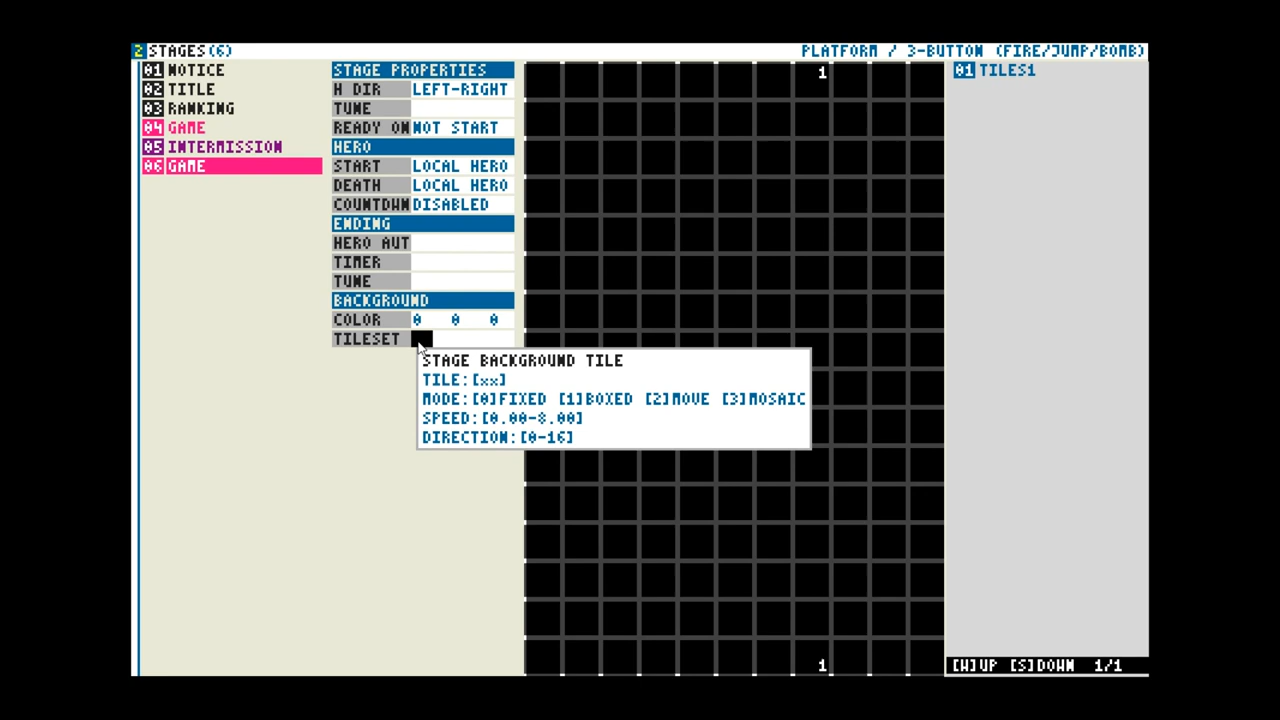 2 STAGES(6)
PLATFORM / 3-BUTTON (FIRE/JUMP/BOMB)
01 NOTICE
02 TITLE
03 RANKING
04 GAME
05 INTERMISSION
06 GAME
STAGE PROPERTIES
H DIR LEFT-RIGHT
TUNE
READY ON NOT START
HERO
START LOCAL HERO
DEATH LOCAL HERO
COUNTDWN DISABLED
ENDING
HERO AUT
TIMER
TUNE
BACKGROUND
COLOR 0 0 0
TILESET
STAGE BACKGROUND TILE
TILE:[xx]
MODE:[0]FIXED [1]BOXED [2]MOVE [3]MOSAIC
SPEED:[0.00-8.00]
DIRECTION:[0-16]
1
1
01 TILES1
[W]UP [S]DOWN 1/1